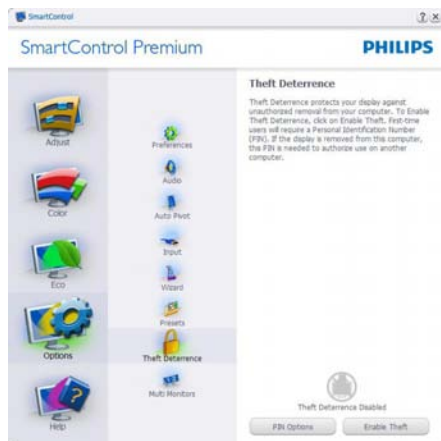 SmartControl
SmartControl Premium
PHILIPS
Adjust
Color
Eco
Options
Help
Preferences
Audio
Auto Pivot
Input
Wizard
Presets
Theft Deterrence
Multi Monitors
Theft Deterrence
Theft Deterrence protects your display against
unauthorized removal from your computer. To Enable
Theft Deterrence, click on Enable Theft. First-time
users will require a Personal Identification Number
(PIN). If the display is removed from this computer,
this PIN is needed to authorize use on another
computer.
Theft Deterrence Disabled
PIN Options
Enable Theft